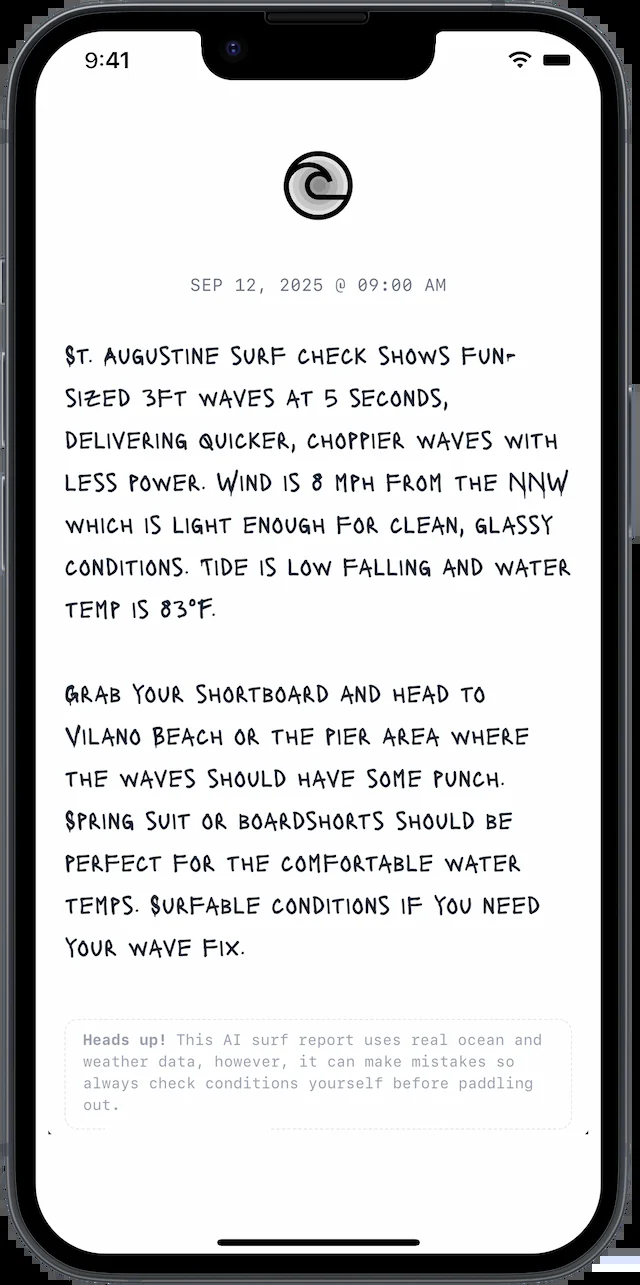 9:41
SEP 12, 2025 @ 09:00 AM
ST. AUGUSTINE SURF CHECK SHOWS FUN-
SIZED 3FT WAVES AT 5 SECONDS,
DELIVERING QUICKER, CHOPPIER WAVES WITH
LESS POWER. WIND IS 8 MPH FROM THE NNW
WHICH IS LIGHT ENOUGH FOR CLEAN, GLASSY
CONDITIONS. TIDE IS LOW FALLING AND WATER
TEMP IS 83°F.
GRAB YOUR SHORTBOARD AND HEAD TO
VILANO BEACH OR THE PIER AREA WHERE
THE WAVES SHOULD HAVE SOME PUNCH.
SPRING SUIT OR BOARDSHORTS SHOULD BE
PERFECT FOR THE COMFORTABLE WATER
TEMPS. SURFABLE CONDITIONS IF YOU NEED
YOUR WAVE FIX.
Heads up! This AI surf report uses real ocean and
weather data, however, it can make mistakes so
always check conditions yourself before paddling
out.